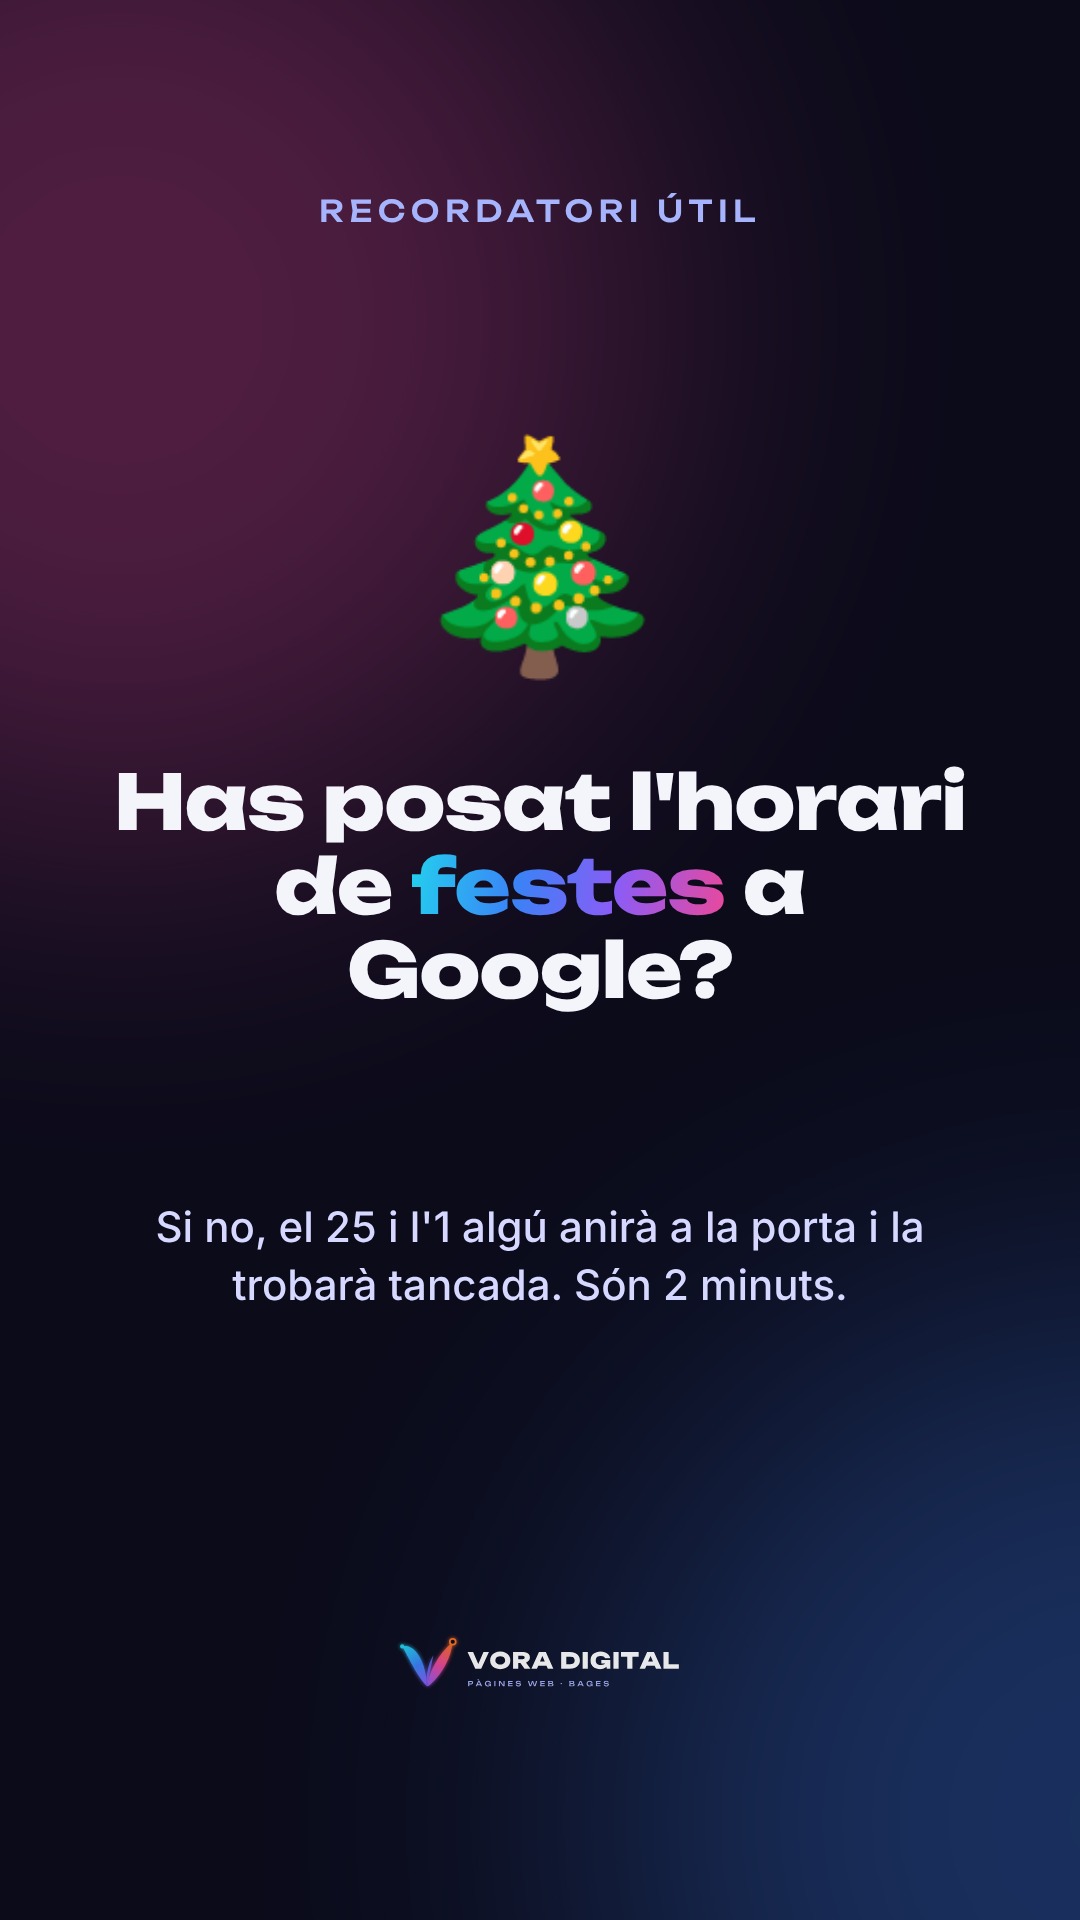 RECORDATORI ÚTIL
Has posat l'horari
de festes a
Google?
Si no, el 25 i l'1 algú anirà a la porta i la
trobarà tancada. Són 2 minuts.
VORA DIGITAL
PÀGINES WEB · BAGES